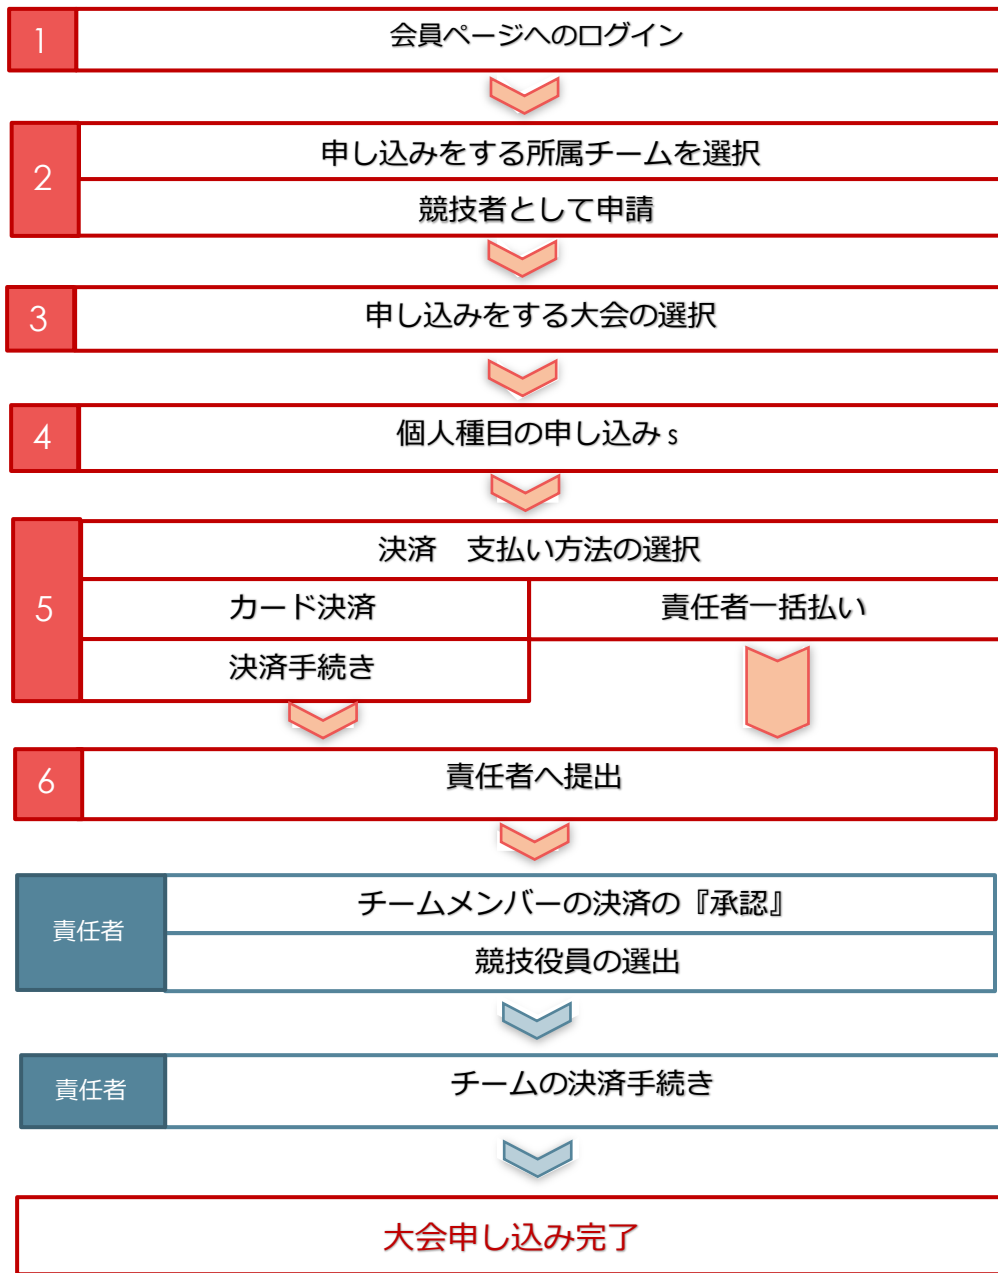 1 会員ページへのログイン
2
申し込みをする所属チームを選択
競技者として申請
3 申し込みをする大会の選択
4 個人種目の申し込み s
5
決済　支払い方法の選択
カード決済 責任者一括払い
決済手続き
6 責任者へ提出
責任者
チームメンバーの決済の『承認』
競技役員の選出
責任者 チームの決済手続き
大会申し込み完了